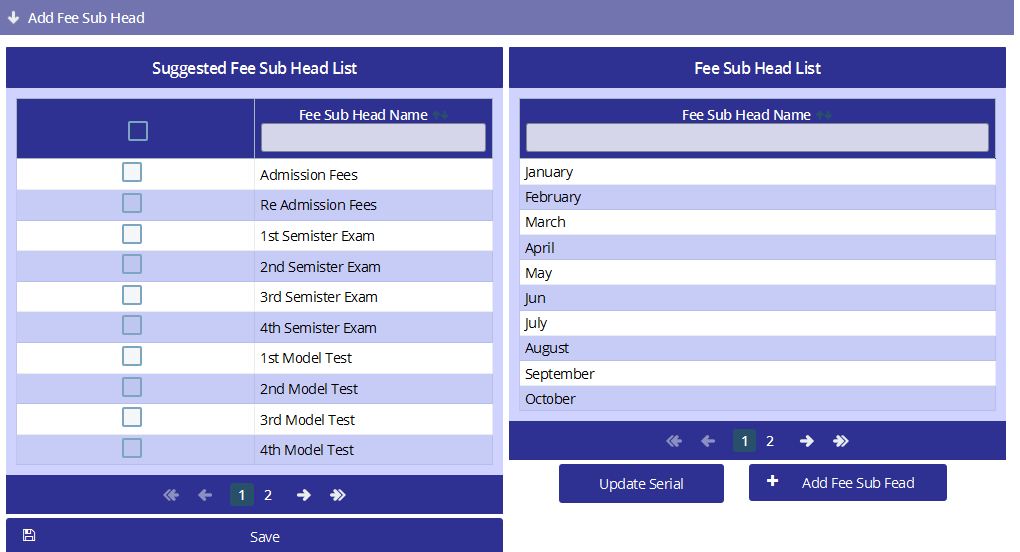 Add Fee Sub Head
Suggested Fee Sub Head List
Fee Sub Head Name
Admission Fees
Re Admission Fees
1st Semister Exam
2nd Semister Exam
3rd Semister Exam
4th Semister Exam
1st Model Test
2nd Model Test
3rd Model Test
4th Model Test
1 2
Save
Fee Sub Head List
Fee Sub Head Name
January
February
March
April
May
Jun
July
August
September
October
1 2
Update Serial
Add Fee Sub Fead